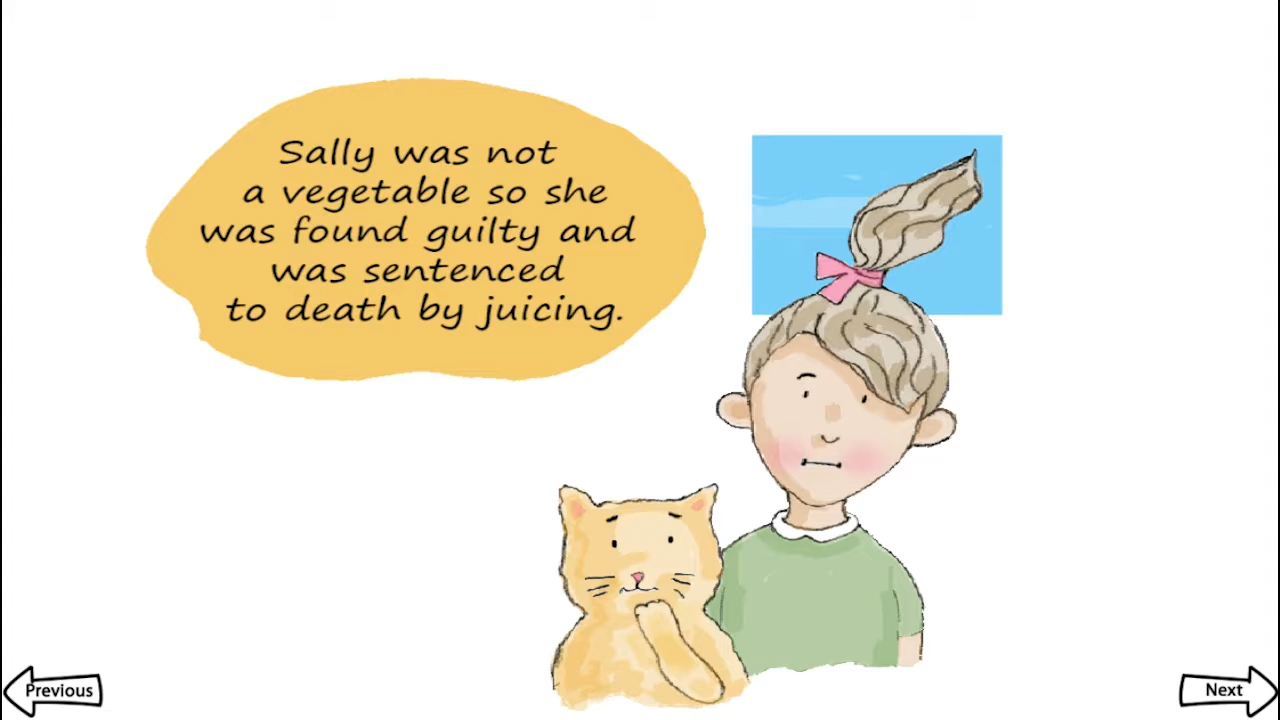 Sally was not
a vegetable so she
was found guilty and
was sentenced
to death by juicing.
Previous
Next